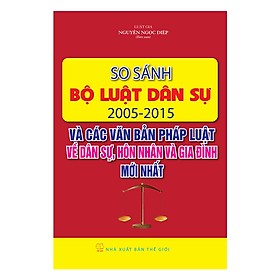 LUẬT GIA
NGUYỄN NGỌC ĐIỆP
(Biên soạn)
SO SÁNH
BỘ LUẬT DÂN SỰ
2005-2015
VÀ CÁC VĂN BẢN PHÁP LUẬT
VỀ DÂN SỰ, HÔN NHÂN VÀ GIA ĐÌNH
MỚI NHẤT
NHÀ XUẤT BẢN THẾ GIỚI